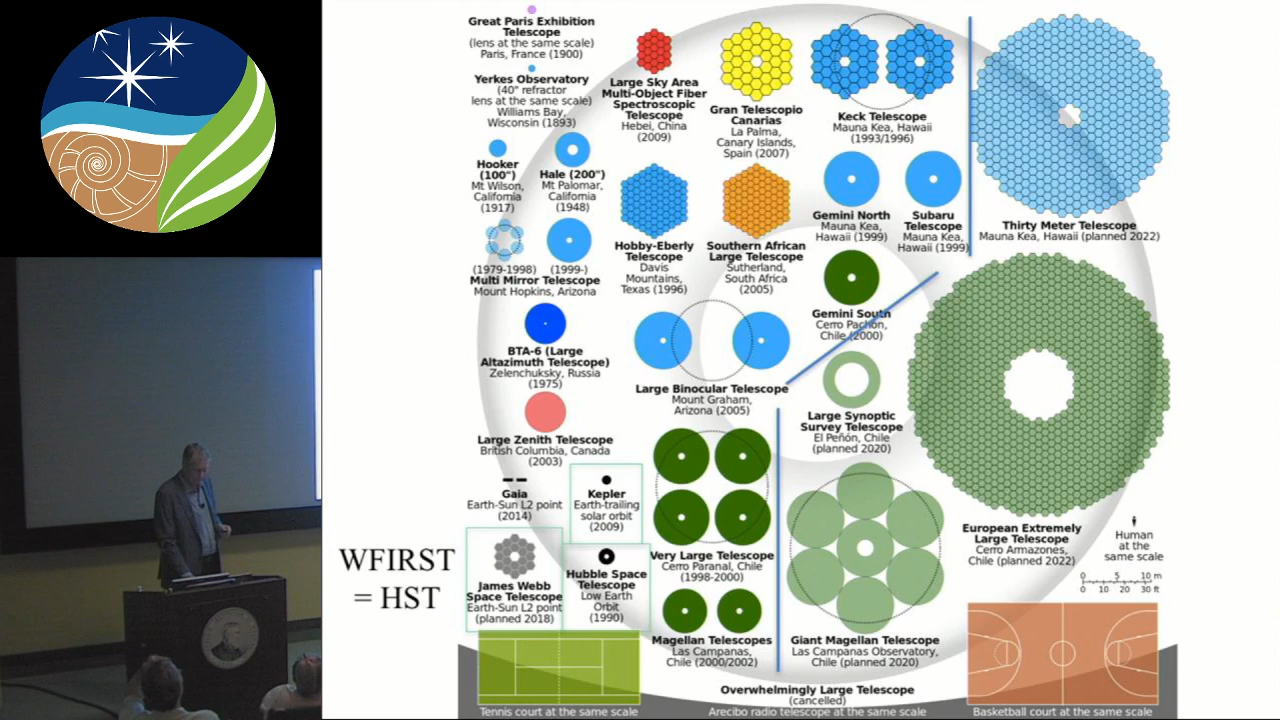 Great Paris Exhibition
Telescope
(lens at the same scale)
Paris, France (1900)
Yerkes Observatory
(40" refractor
lens at the same scale)
Williams Bay,
Wisconsin (1893)
Hooker
(100")
Mt Wilson,
California
(1917)
Hale (200")
Mt Palomar,
California
(1948)
(1979-1998) (1999-)
Multi Mirror Telescope
Mount Hopkins, Arizona
BTA-6 (Large
Altazimuth Telescope)
Zelenchuksky, Russia
(1975)
Large Zenith Telescope
British Columbia, Canada
(2003)
Gaia
Earth-Sun L2 point
(2014)
Kepler
Earth-trailing
solar orbit
(2009)
James Webb
Space Telescope
Earth-Sun L2 point
(planned 2018)
Hubble Space
Telescope
Low Earth
Orbit
(1990)
WFIRST
= HST
Large Sky Area
Multi-Object Fiber
Spectroscopic
Telescope
Hebei, China
(2009)
Gran Telescopio
Canarias
La Palma,
Canary Islands,
Spain (2007)
Keck Telescope
Mauna Kea, Hawaii
(1993/1996)
Hobby-Eberly
Telescope
Davis
Mountains,
Texas (1996)
Southern African
Large Telescope
Sutherland,
South Africa
(2005)
Gemini North
Mauna Kea,
Hawaii (1999)
Subaru
Telescope
Mauna Kea,
Hawaii (1999)
Thirty Meter Telescope
Mauna Kea, Hawaii (planned 2022)
Gemini South
Cerro Pachón,
Chile (2000)
Large Binocular Telescope
Mount Graham,
Arizona (2005)
Large Synoptic
Survey Telescope
El Peñón, Chile
(planned 2020)
Very Large Telescope
Cerro Paranal, Chile
(1998-2000)
Magellan Telescopes
Las Campanas,
Chile (2000/2002)
Giant Magellan Telescope
Las Campanas Observatory,
Chile (planned 2020)
European Extremely
Large Telescope
Cerro Armazones,
Chile (planned 2022)
Human
at the
same scale
0 5 10 m
0 10 20 30 ft
Overwhelmingly Large Telescope
(cancelled)
Tennis court at the same scale
Arecibo radio telescope at the same scale
Basketball court at the same scale